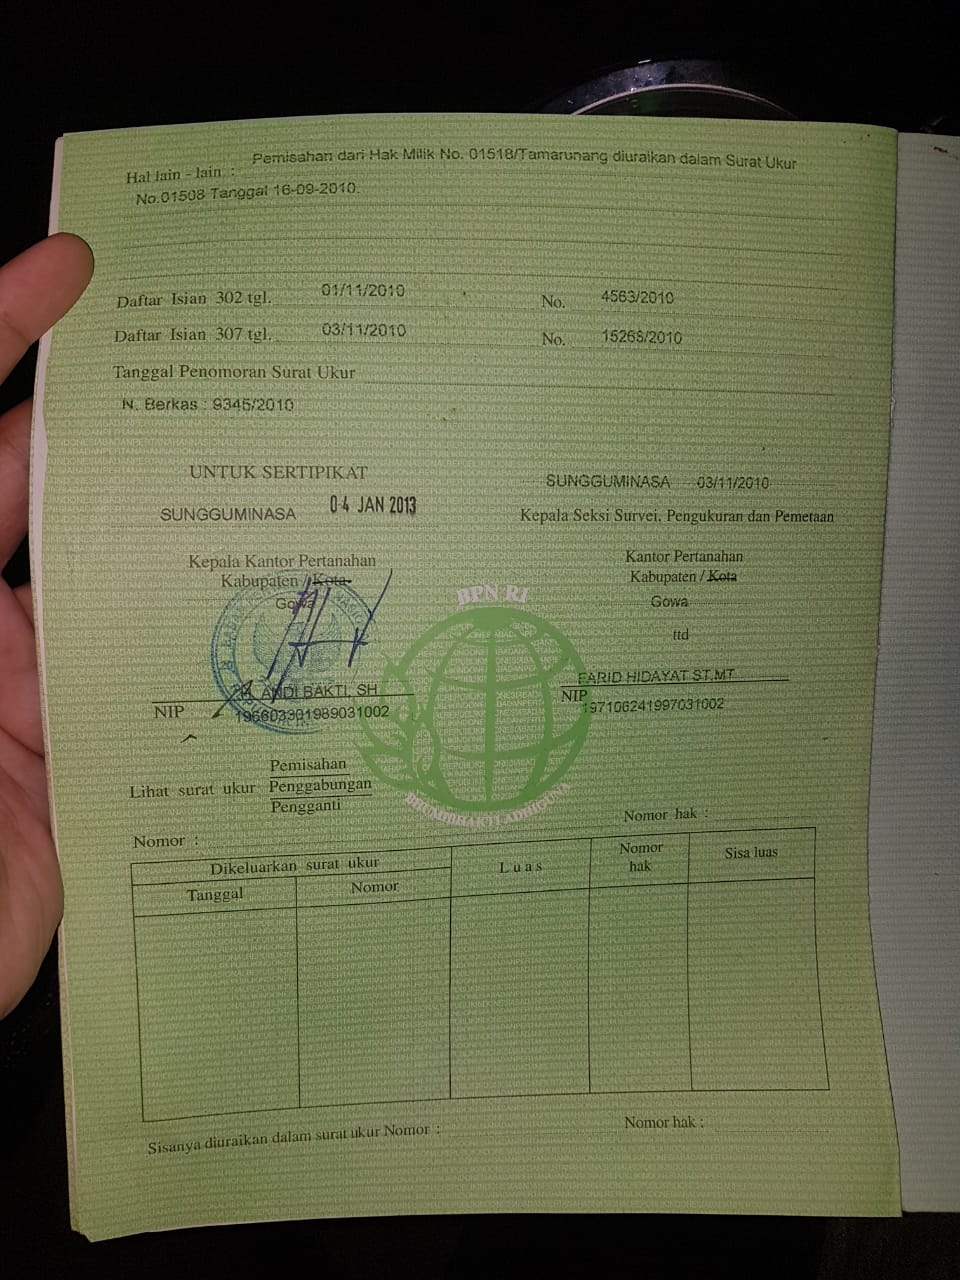 Hal lain - lain : Pemisahan dari Hak Milik No. 01518/Tamarunang diuraikan dalam Surat Ukur
No.01508 Tanggal 16-09-2010.
Daftar Isian 302 tgl. 01/11/2010 No. 4563/2010
Daftar Isian 307 tgl. 03/11/2010 No. 15268/2010
Tanggal Penomoran Surat Ukur
N. Berkas : 9345/2010
UNTUK SERTIPIKAT
SUNGGUMINASA 04 JAN 2013
Kepala Kantor Pertanahan
Kabupaten / Kota
Gowa
ANDI BAKTI, SH
NIP 196603301989031002
SUNGGUMINASA 03/11/2010
Kepala Seksi Survei, Pengukuran dan Pemetaan
Kantor Pertanahan
Kabupaten / Kota
Gowa
ttd
FARID HIDAYAT ST,MT
NIP 197106241997031002
BPN RI
BHUMIBHAKTI ADHIGUNA
Lihat surat ukur Pemisahan
Penggabungan
Pengganti
Nomor : Nomor hak :
Dikeluarkan surat ukur
Tanggal Nomor
Luas
Nomor hak
Sisa luas
Sisanya diuraikan dalam surat ukur Nomor : Nomor hak :